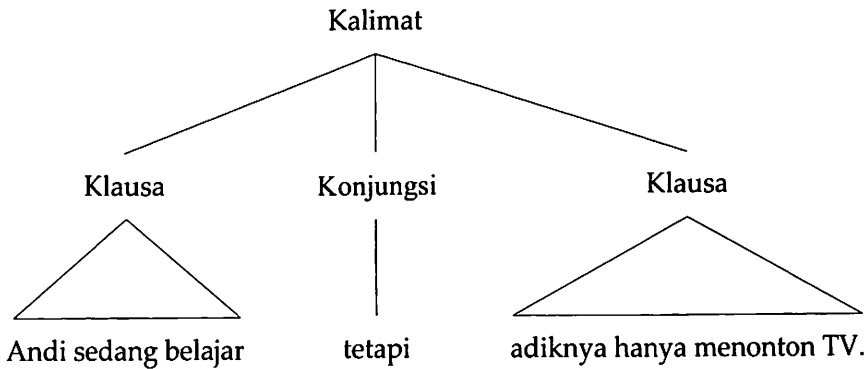 Kalimat
Klausa Konjungsi Klausa
Andi sedang belajar tetapi adiknya hanya menonton TV.